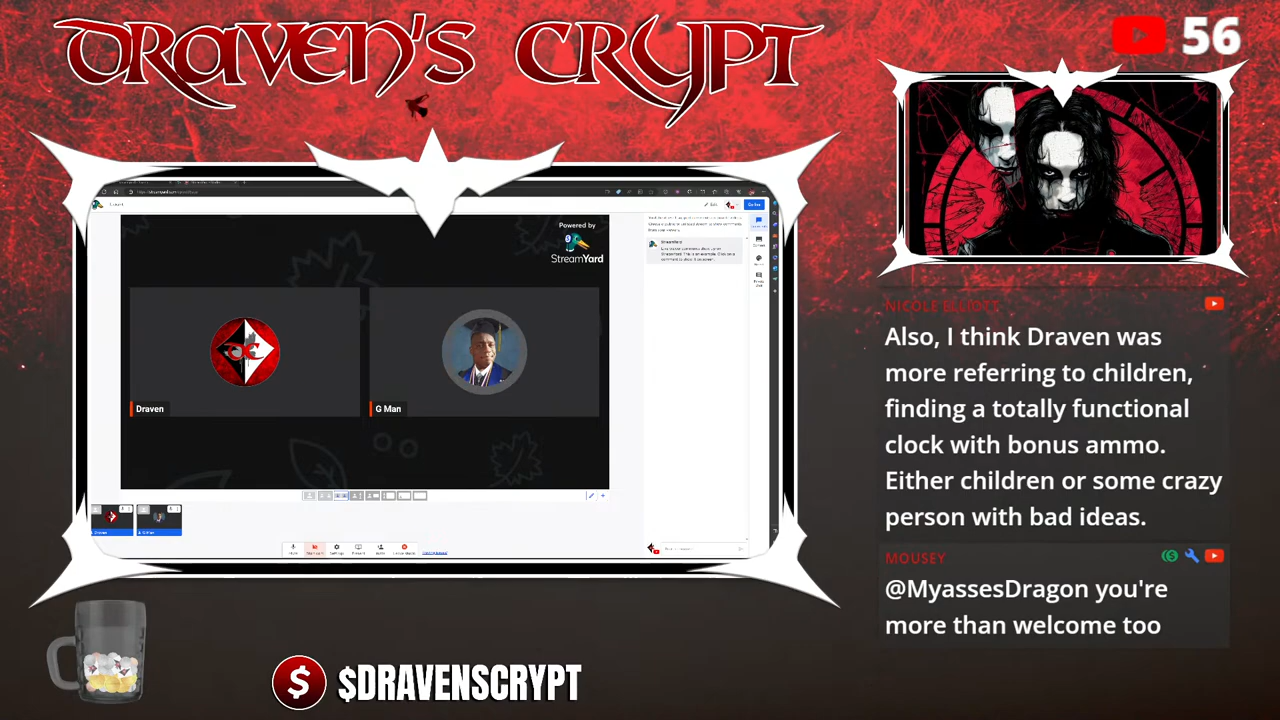 DRAVEN'S CRYPT
56
Powered by
StreamYard
Draven
G Man
NICOLE ELLIOTT
Also, I think Draven was
more referring to children,
finding a totally functional
clock with bonus ammo.
Either children or some crazy
person with bad ideas.
MOUSEY
@MyassesDragon you're
more than welcome too
$DRAVENSCRYPT